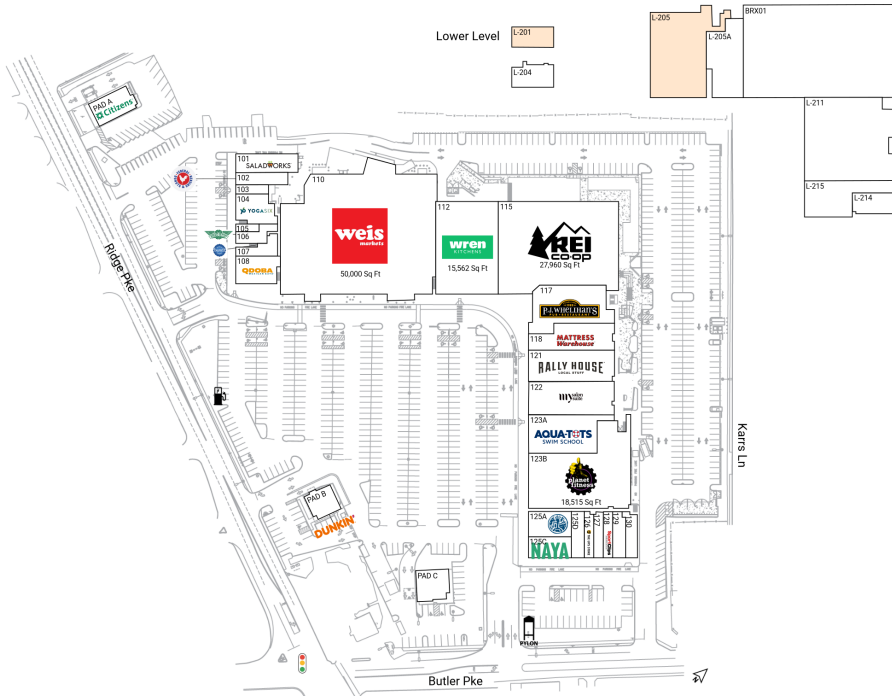 Lower Level
L-201
L-204
L-205
L-205A
BRX01
L-211
L-215
L-214
PAD A
Citizens
101
SALADWORKS
102
103
104
YOGASIX
105
106
107
108
QDOBA
110
weis
markets
50,000 Sq Ft
112
wren
KITCHENS
15,562 Sq Ft
115
REI
co-op
27,960 Sq Ft
117
P.J. WHELIHAN'S
118
MATTRESS
Warehouse
121
RALLY HOUSE
LOCAL STUFF
122
my salon
suite
123A
AQUA-TOTS
SWIM SCHOOL
123B
planet
fitness
18,515 Sq Ft
125A
125C
NAYA
125D
126
127
128
129
130
Ridge Pke
Karrs Ln
PAD B
DUNKIN'
PAD C
PYLON
Butler Pke